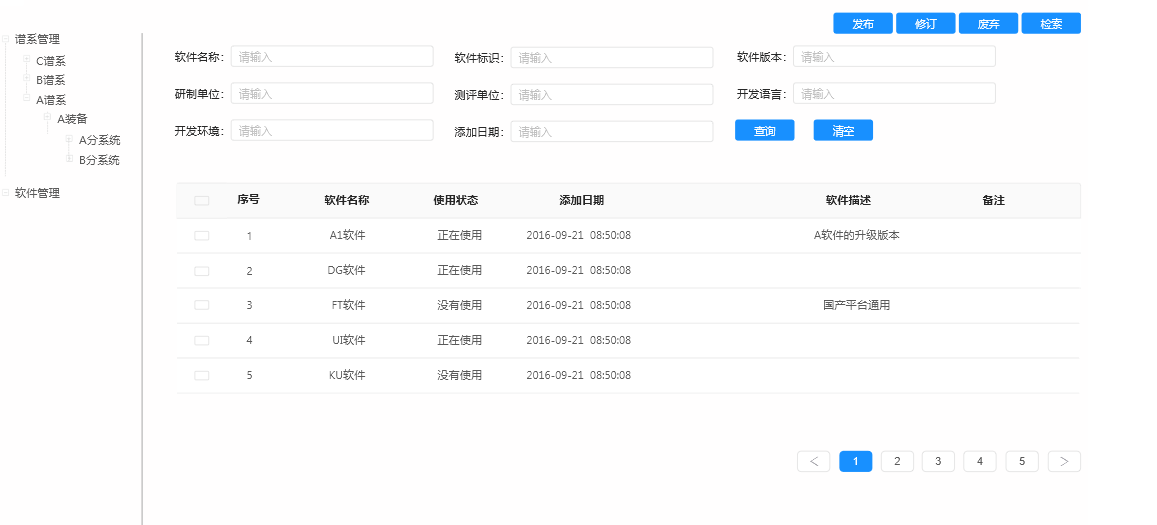 发布 修订 废弃 检索
谱系管理
C谱系
B谱系
A谱系
A装备
A分系统
B分系统
软件管理
软件名称: 请输入 软件标识: 请输入 软件版本: 请输入
研制单位: 请输入 测评单位: 请输入 开发语言: 请输入
开发环境: 请输入 添加日期: 请输入 查询 清空
序号 软件名称 使用状态 添加日期 软件描述 备注
1 A1软件 正在使用 2016-09-21 08:50:08 A软件的升级版本
2 DG软件 正在使用 2016-09-21 08:50:08
3 FT软件 没有使用 2016-09-21 08:50:08 国产平台通用
4 UI软件 正在使用 2016-09-21 08:50:08
5 KU软件 没有使用 2016-09-21 08:50:08
< 1 2 3 4 5 >